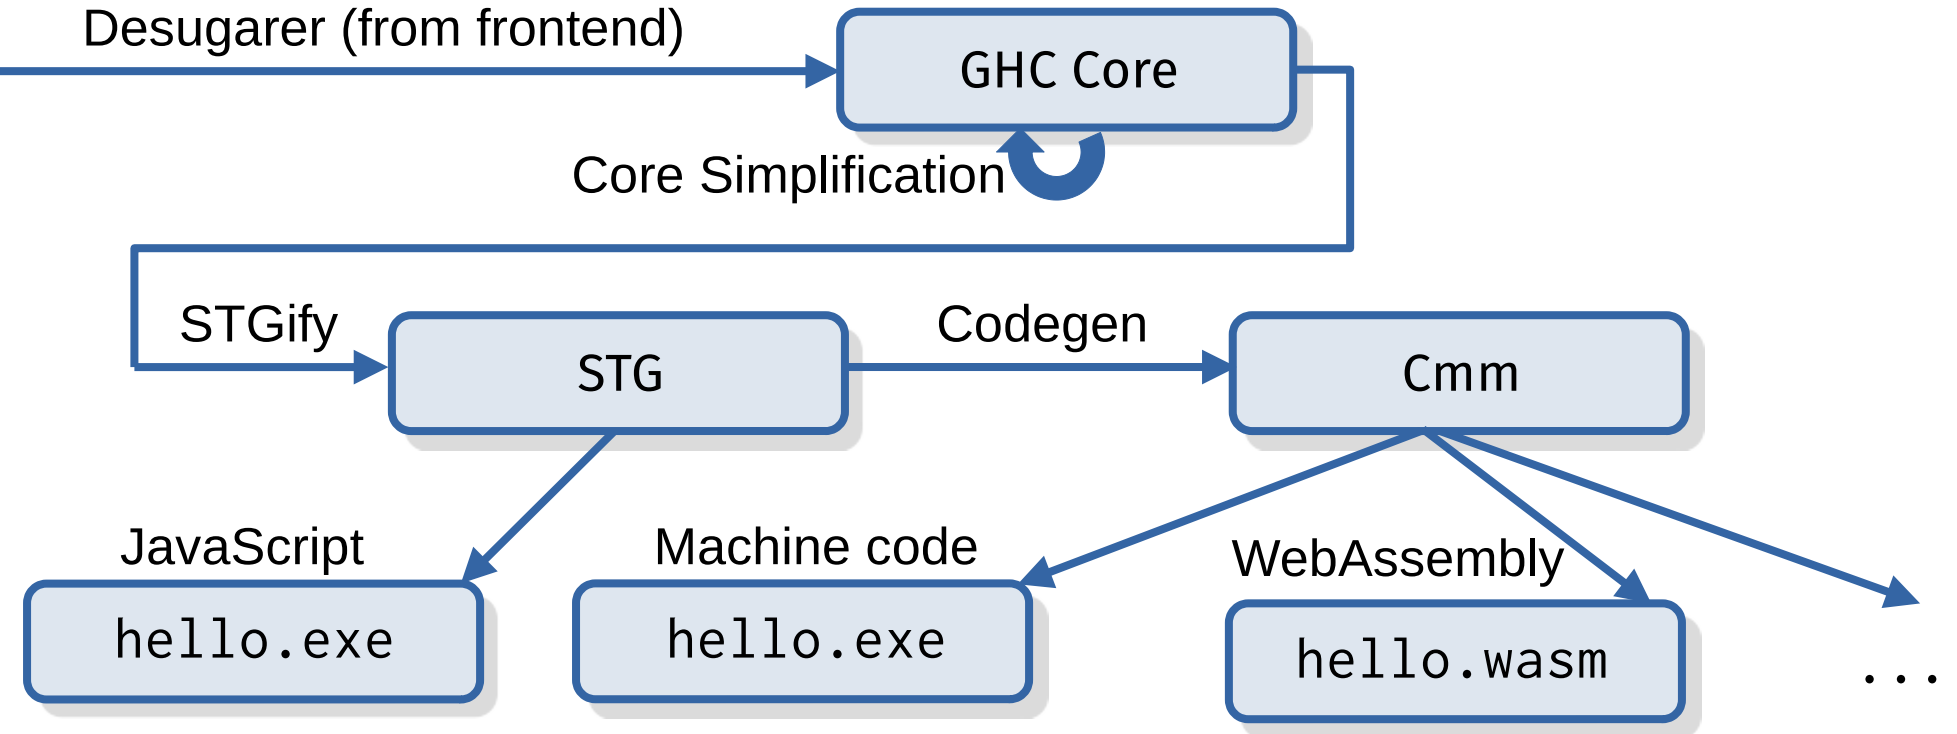 Desugarer (from frontend)
GHC Core
Core Simplification
STGify
STG
Codegen
Cmm
JavaScript
hello.exe
Machine code
hello.exe
WebAssembly
hello.wasm
...